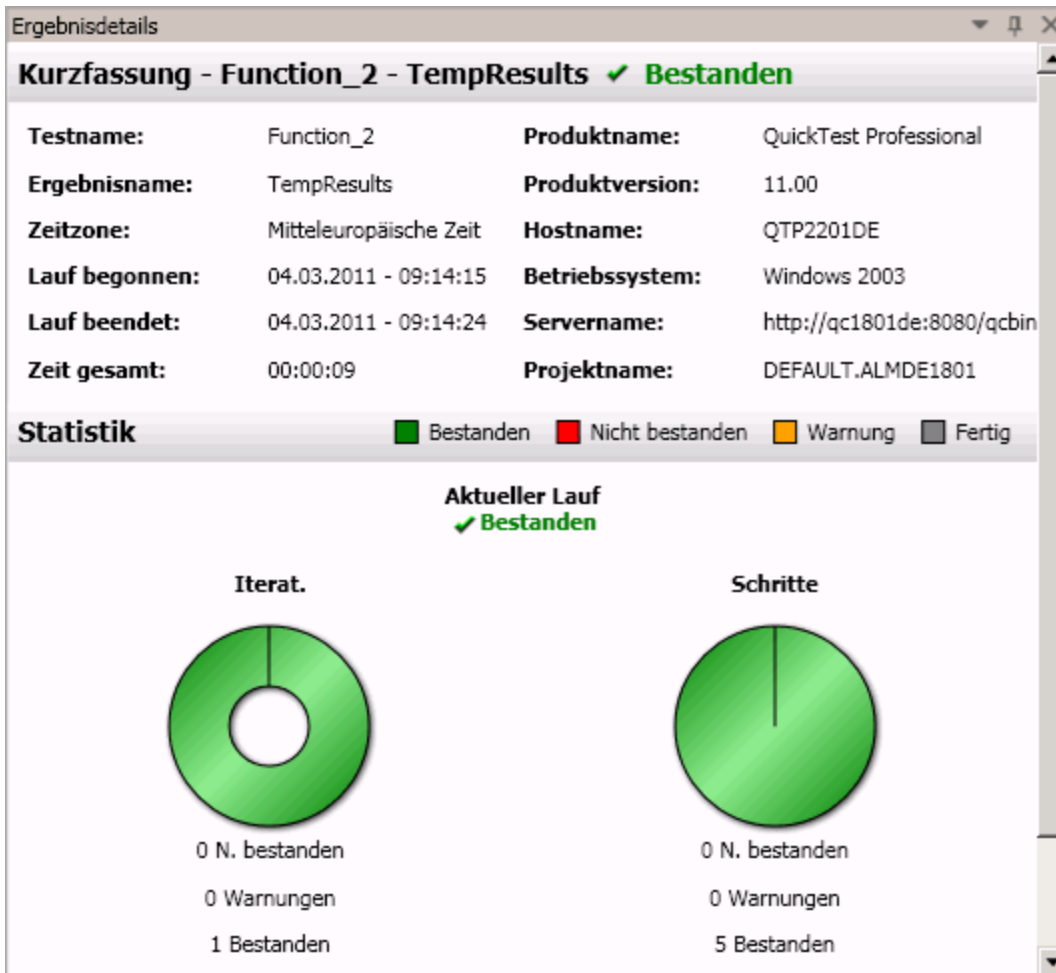 Ergebnisdetails
Kurzfassung - Function_2 - TempResults ✔ Bestanden
Testname: Function_2 Produktname: QuickTest Professional
Ergebnisname: TempResults Produktversion: 11.00
Zeitzone: Mitteleuropäische Zeit Hostname: QTP2201DE
Lauf begonnen: 04.03.2011 - 09:14:15 Betriebssystem: Windows 2003
Lauf beendet: 04.03.2011 - 09:14:24 Servername: http://qc1801de:8080/qcbin
Zeit gesamt: 00:00:09 Projektname: DEFAULT.ALMDE1801
Statistik Bestanden Nicht bestanden Warnung Fertig
Aktueller Lauf
✔ Bestanden
Iterat. Schritte
0 N. bestanden 0 N. bestanden
0 Warnungen 0 Warnungen
1 Bestanden 5 Bestanden